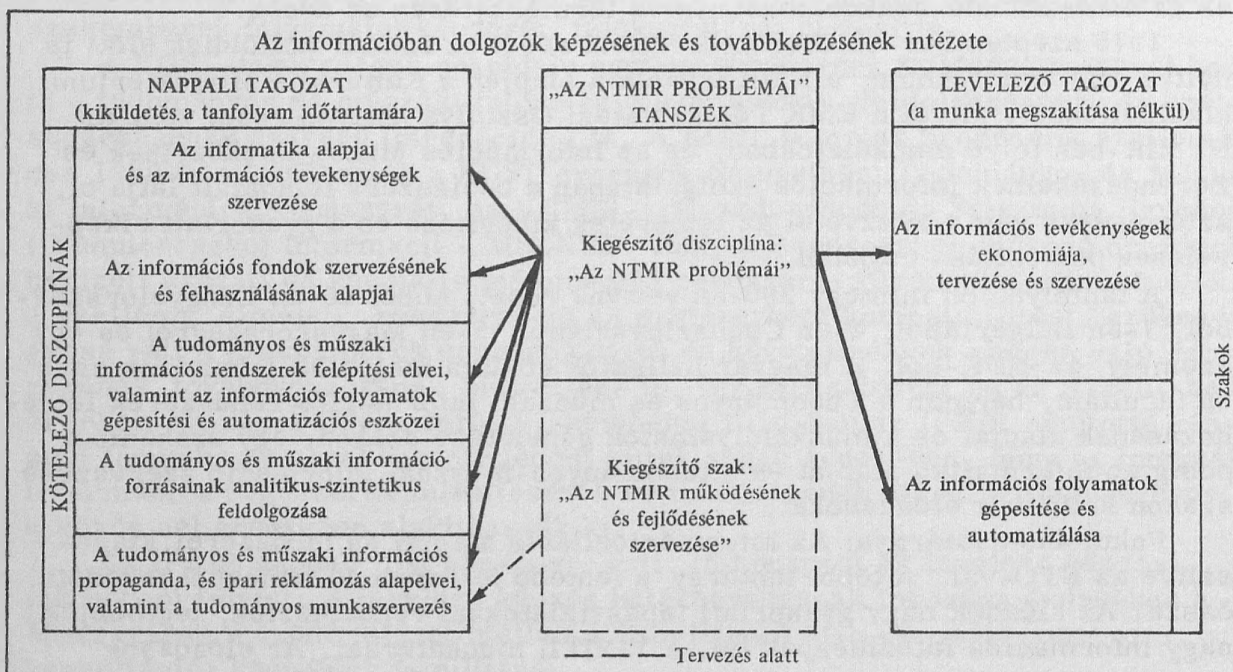 Az információban dolgozók képzésének és továbbképzésének intézete
NAPPALI TAGOZAT
(kiküldetés a tanfolyam időtartamára)
KÖTELEZŐ DISZCIPLÍNÁK
Az informatika alapjai
és az információs tevekenységek
szervezése
Az információs fondok szervezésének
és felhasználásának alapjai
A tudományos és műszaki
információs rendszerek felépítési elvei,
valamint az információs folyamatok
gépesítési és automatizációs eszközei
A tudományos és műszaki információ-
forrásainak analitikus-szintetikus
feldolgozása
A tudományos és műszaki információs
propaganda, és ipari reklámozás alapelvei,
valamint a tudományos munkaszervezés
„AZ NTMIR PROBLÉMÁI”
TANSZÉK
Kiegészítő diszciplína:
„Az NTMIR problémái”
Kiegészítő szak:
„Az NTMIR működésének
és fejlődésének
szervezése”
LEVELEZŐ TAGOZAT
(a munka megszakítása nélkül)
Az információs tevékenységek
ekonomiája,
tervezése és szervezése
Az információs folyamatok
gépesítése és
automatizálása
Szakok
Tervezés alatt